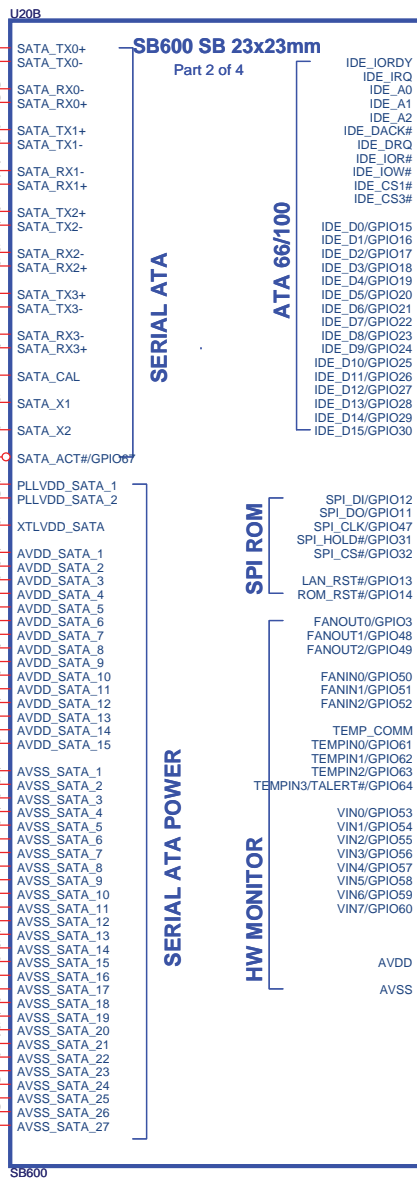 U20B
SB600 SB 23x23mm
Part 2 of 4
SATA_TX0+
SATA_TX0-
SATA_RX0-
SATA_RX0+
SATA_TX1+
SATA_TX1-
SATA_RX1-
SATA_RX1+
SATA_TX2+
SATA_TX2-
SATA_RX2-
SATA_RX2+
SATA_TX3+
SATA_TX3-
SATA_RX3-
SATA_RX3+
SATA_CAL
SATA_X1
SATA_X2
SATA_ACT#/GPIO67
SERIAL ATA
PLLVDD_SATA_1
PLLVDD_SATA_2
XTLVDD_SATA
AVDD_SATA_1
AVDD_SATA_2
AVDD_SATA_3
AVDD_SATA_4
AVDD_SATA_5
AVDD_SATA_6
AVDD_SATA_7
AVDD_SATA_8
AVDD_SATA_9
AVDD_SATA_10
AVDD_SATA_11
AVDD_SATA_12
AVDD_SATA_13
AVDD_SATA_14
AVDD_SATA_15
AVSS_SATA_1
AVSS_SATA_2
AVSS_SATA_3
AVSS_SATA_4
AVSS_SATA_5
AVSS_SATA_6
AVSS_SATA_7
AVSS_SATA_8
AVSS_SATA_9
AVSS_SATA_10
AVSS_SATA_11
AVSS_SATA_12
AVSS_SATA_13
AVSS_SATA_14
AVSS_SATA_15
AVSS_SATA_16
AVSS_SATA_17
AVSS_SATA_18
AVSS_SATA_19
AVSS_SATA_20
AVSS_SATA_21
AVSS_SATA_22
AVSS_SATA_23
AVSS_SATA_24
AVSS_SATA_25
AVSS_SATA_26
AVSS_SATA_27
SERIAL ATA POWER
IDE_IORDY
IDE_IRQ
IDE_A0
IDE_A1
IDE_A2
IDE_DACK#
IDE_DRQ
IDE_IOR#
IDE_IOW#
IDE_CS1#
IDE_CS3#
IDE_D0/GPIO15
IDE_D1/GPIO16
IDE_D2/GPIO17
IDE_D3/GPIO18
IDE_D4/GPIO19
IDE_D5/GPIO20
IDE_D6/GPIO21
IDE_D7/GPIO22
IDE_D8/GPIO23
IDE_D9/GPIO24
IDE_D10/GPIO25
IDE_D11/GPIO26
IDE_D12/GPIO27
IDE_D13/GPIO28
IDE_D14/GPIO29
IDE_D15/GPIO30
ATA 66/100
SPI_DI/GPIO12
SPI_DO/GPIO11
SPI_CLK/GPIO47
SPI_HOLD#/GPIO31
SPI_CS#/GPIO32
LAN_RST#/GPIO13
ROM_RST#/GPIO14
SPI ROM
FANOUT0/GPIO3
FANOUT1/GPIO48
FANOUT2/GPIO49
FANIN0/GPIO50
FANIN1/GPIO51
FANIN2/GPIO52
TEMP_COMM
TEMPIN0/GPIO61
TEMPIN1/GPIO62
TEMPIN2/GPIO63
TEMPIN3/TALERT#/GPIO64
VIN0/GPIO53
VIN1/GPIO54
VIN2/GPIO55
VIN3/GPIO56
VIN4/GPIO57
VIN5/GPIO58
VIN6/GPIO59
VIN7/GPIO60
AVDD
AVSS
HW MONITOR
SB600